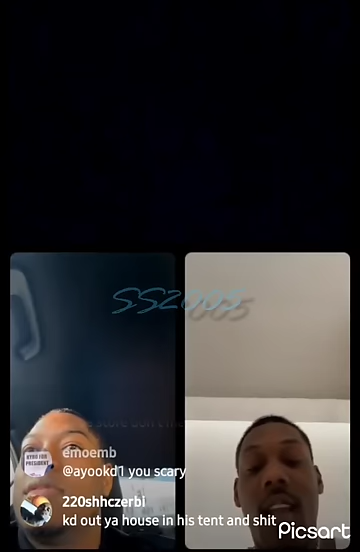 SS2005
emoemb
@ayookd1 you scary
220shhczerbi
kd out ya house in his tent and shit
Picsart